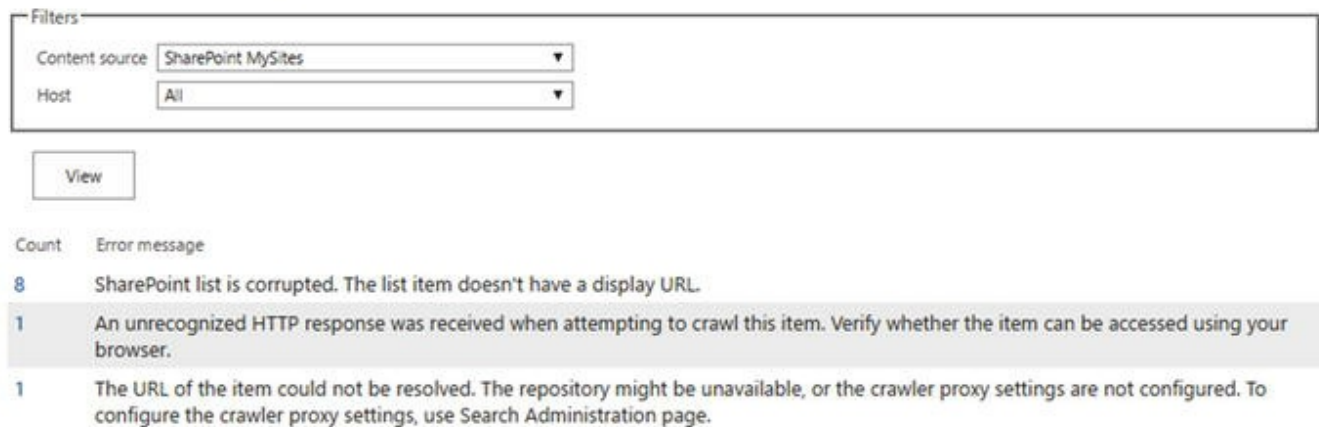 Filters
Content source SharePoint MySites
Host All
View
Count Error message
8 SharePoint list is corrupted. The list item doesn't have a display URL.
1 An unrecognized HTTP response was received when attempting to crawl this item. Verify whether the item can be accessed using your
browser.
1 The URL of the item could not be resolved. The repository might be unavailable, or the crawler proxy settings are not configured. To
configure the crawler proxy settings, use Search Administration page.